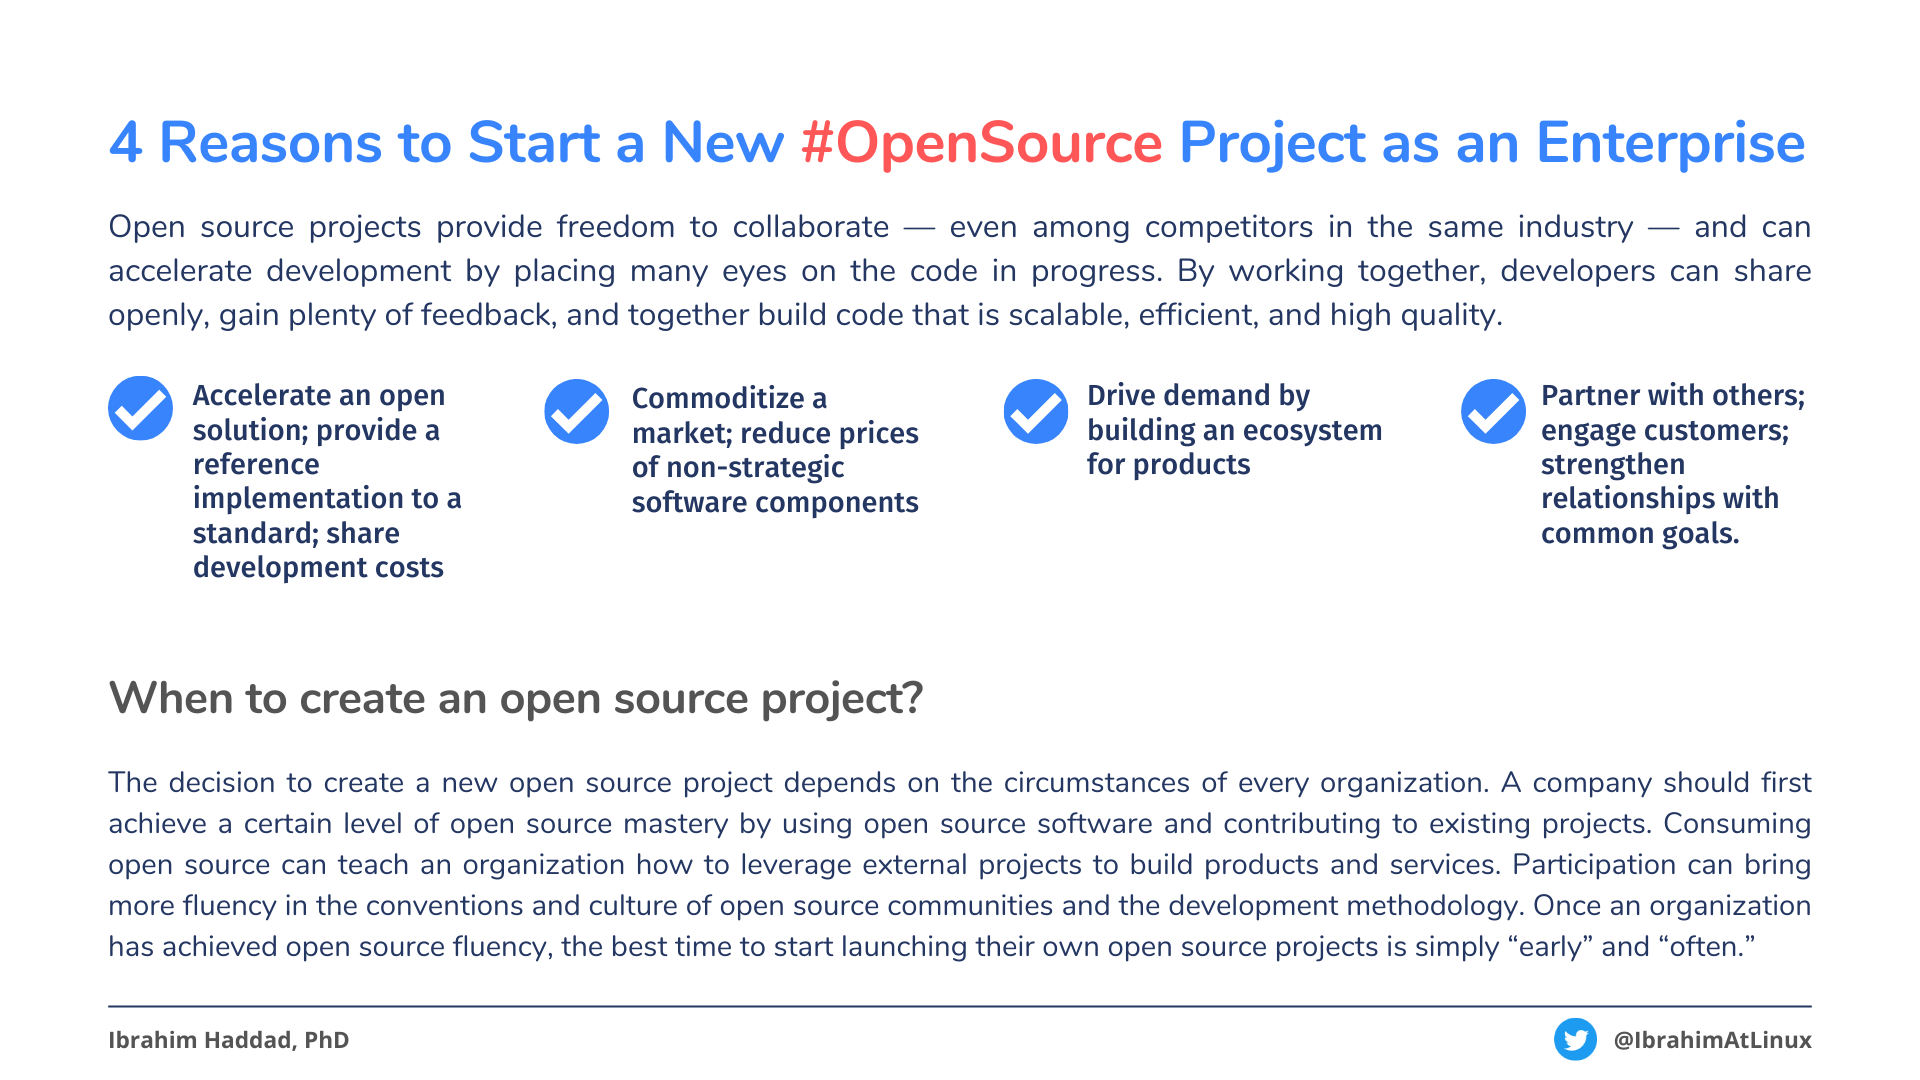 4 Reasons to Start a New #OpenSource Project as an Enterprise
Open source projects provide freedom to collaborate — even among competitors in the same industry — and can
accelerate development by placing many eyes on the code in progress. By working together, developers can share
openly, gain plenty of feedback, and together build code that is scalable, efficient, and high quality.
Accelerate an open
solution; provide a
reference
implementation to a
standard; share
development costs
Commoditize a
market; reduce prices
of non-strategic
software components
Drive demand by
building an ecosystem
for products
Partner with others;
engage customers;
strengthen
relationships with
common goals.
When to create an open source project?
The decision to create a new open source project depends on the circumstances of every organization. A company should first
achieve a certain level of open source mastery by using open source software and contributing to existing projects. Consuming
open source can teach an organization how to leverage external projects to build products and services. Participation can bring
more fluency in the conventions and culture of open source communities and the development methodology. Once an organization
has achieved open source fluency, the best time to start launching their own open source projects is simply “early” and “often.”
Ibrahim Haddad, PhD
@IbrahimAtLinux